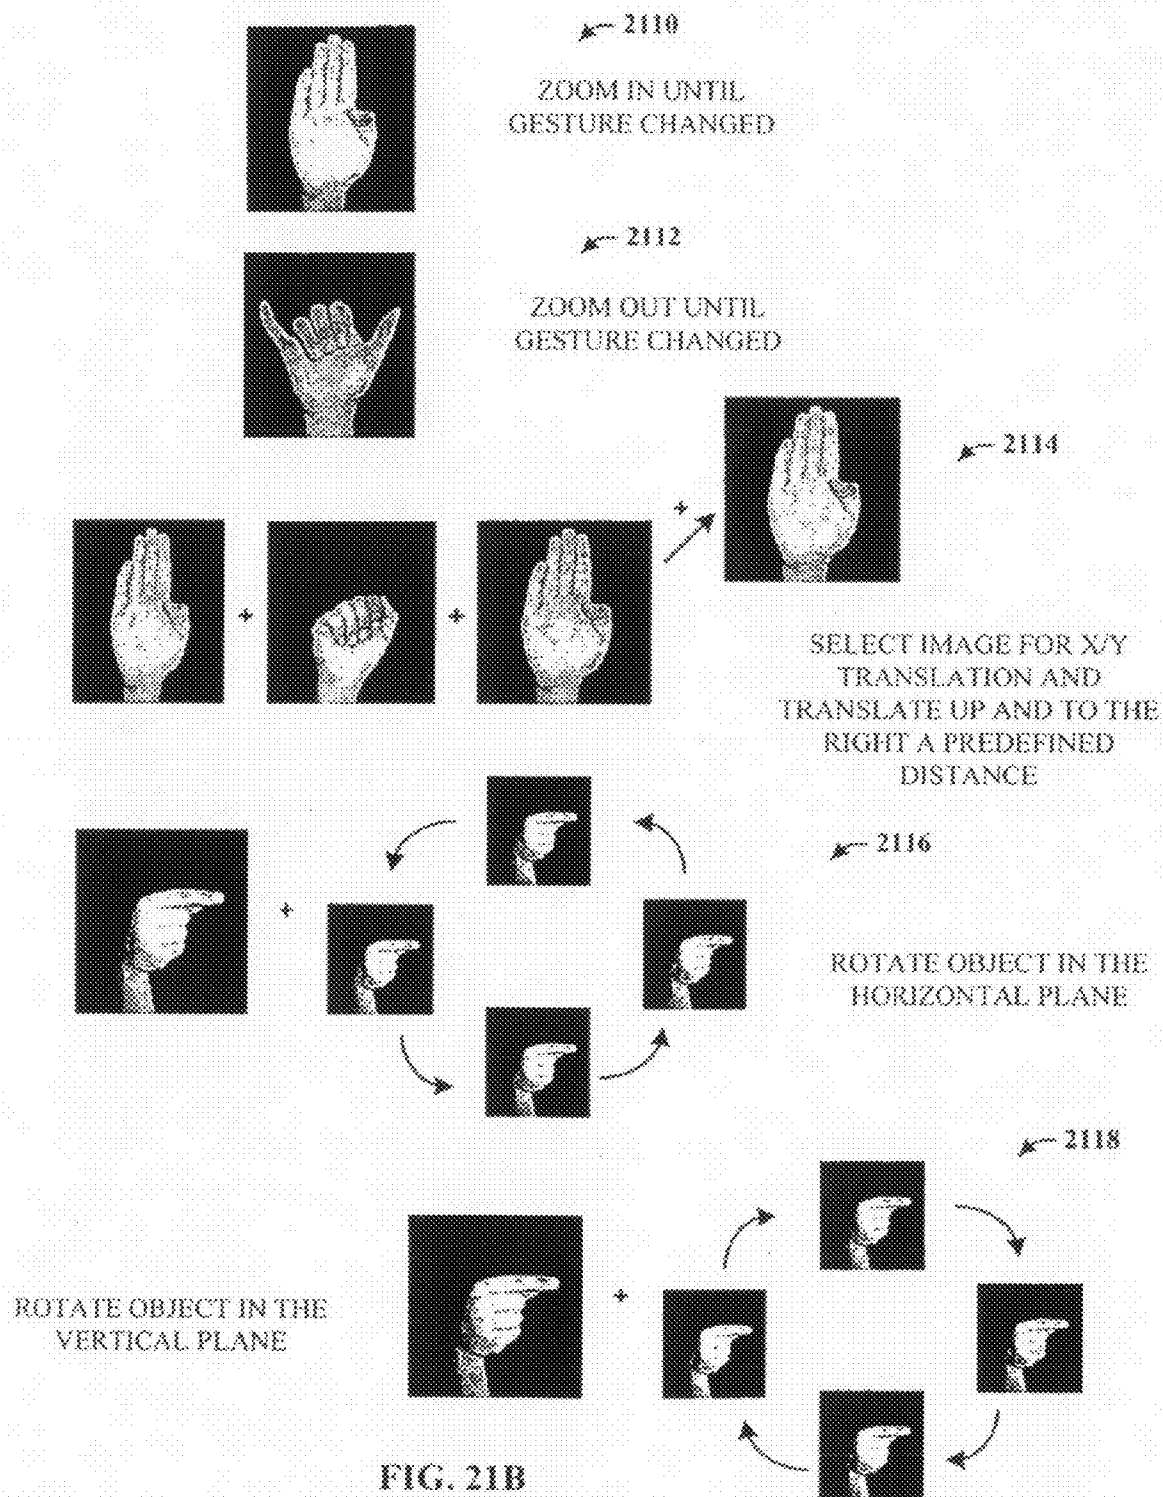 2110
ZOOM IN UNTIL
GESTURE CHANGED
2112
ZOOM OUT UNTIL
GESTURE CHANGED
2114
+
+
+
SELECT IMAGE FOR X/Y
TRANSLATION AND
TRANSLATE UP AND TO THE
RIGHT A PREDEFINED
DISTANCE
2116
+
ROTATE OBJECT IN THE
HORIZONTAL PLANE
2118
+
ROTATE OBJECT IN THE
VERTICAL PLANE
FIG. 21B